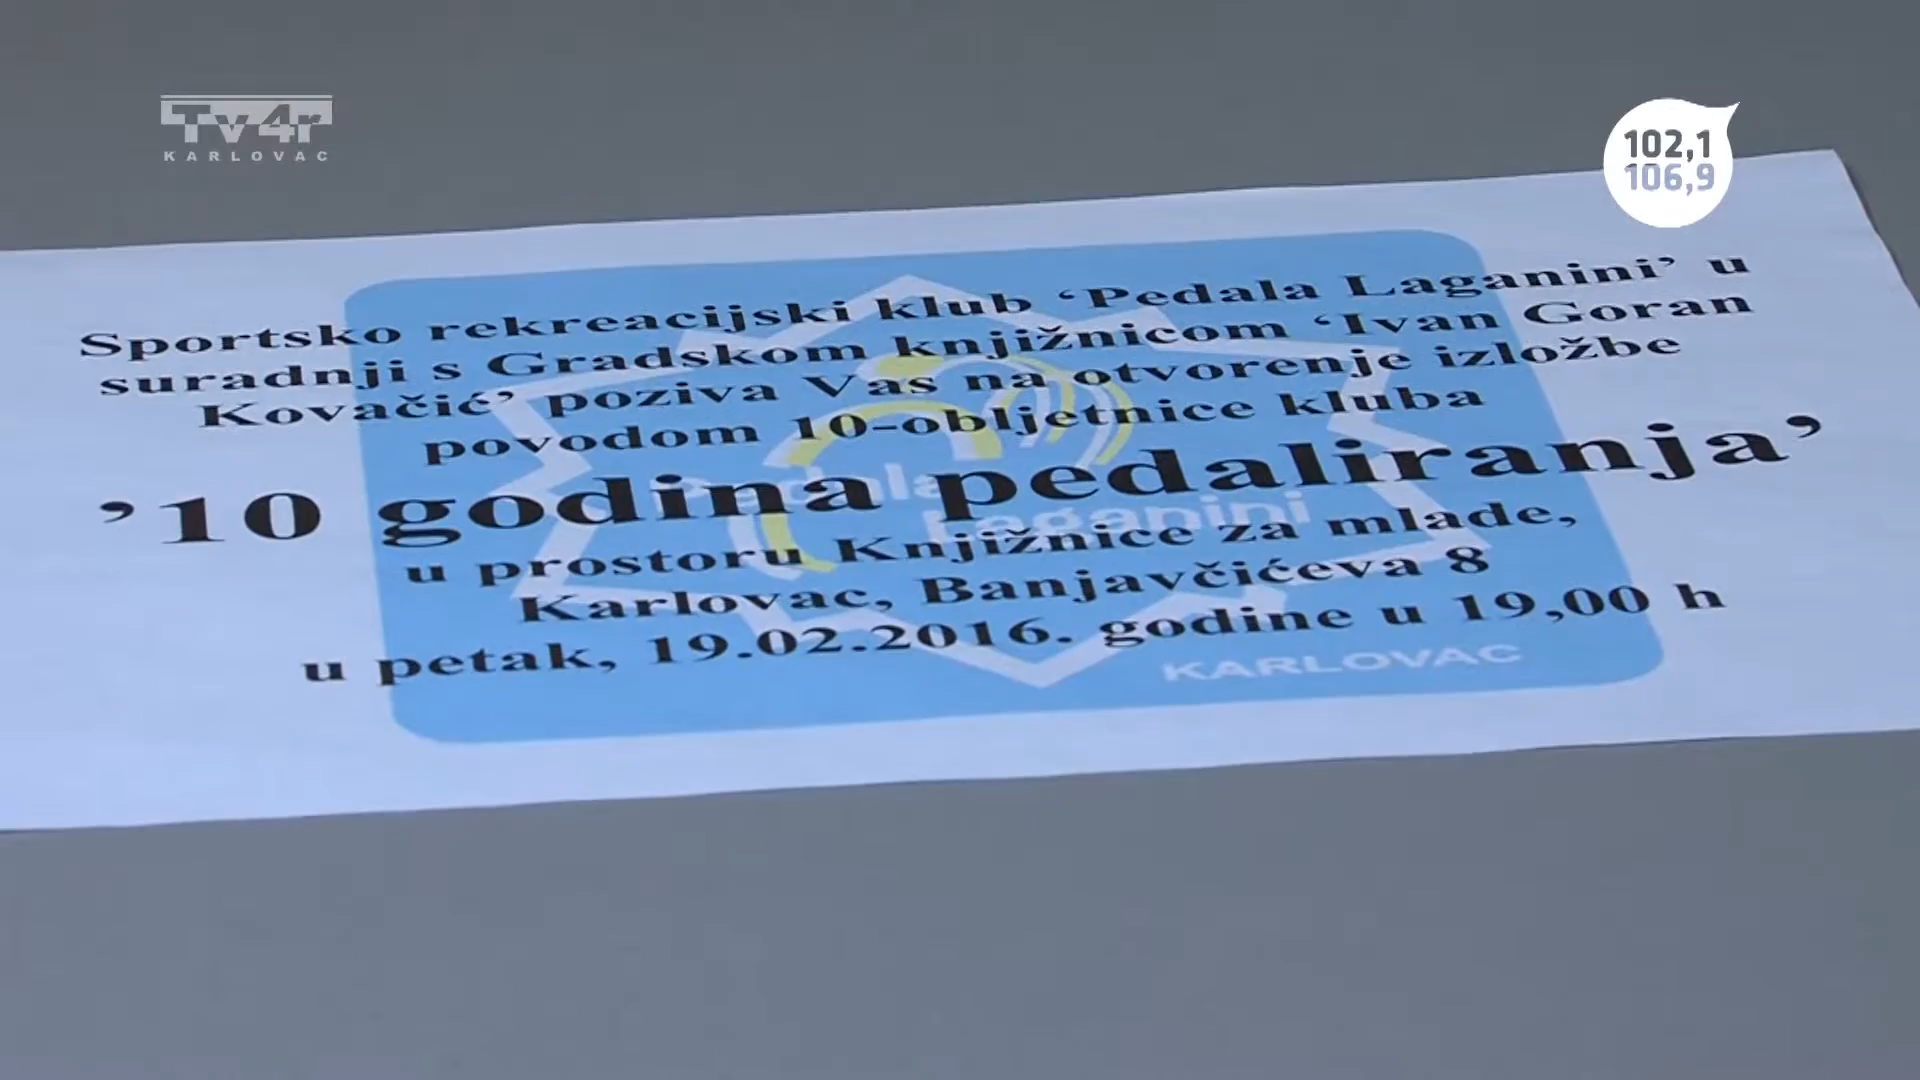 Tv4r
KARLOVAC
102,1
106,9
Sportsko rekreacijski klub ‘Pedala Laganini’ u
suradnji s Gradskom knjižnicom ‘Ivan Goran
Kovačić’ poziva Vas na otvorenje izložbe
povodom 10-obljetnice kluba
’10 godina pedaliranja’
u prostoru Knjižnice za mlade,
Karlovac, Banjavčićeva 8
u petak, 19.02.2016. godine u 19,00 h
Pedala
Laganini
KARLOVAC